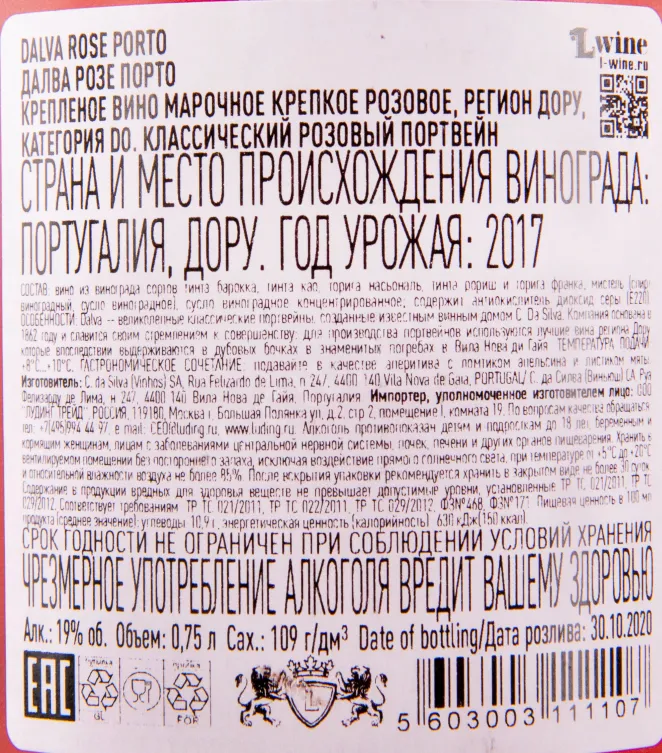 DALVA ROSE PORTO
Lwine
l-wine.ru
ДАЛВА РОЗЕ ПОРТО
КРЕПЛЕНОЕ ВИНО МАРОЧНОЕ КРЕПКОЕ РОЗОВОЕ, РЕГИОН ДОРУ,
КАТЕГОРИЯ DO. КЛАССИЧЕСКИЙ РОЗОВЫЙ ПОРТВЕЙН
СТРАНА И МЕСТО ПРОИСХОЖДЕНИЯ ВИНОГРАДА:
ПОРТУГАЛИЯ, ДОРУ. ГОД УРОЖАЯ: 2017
СОСТАВ: вино из винограда сортов тинта барокка, тинта као, торига насьональ, тинта рориш и торига франка, мистель (спирт
виноградный, сусло виноградное), сусло виноградное концентрированное; содержит антиокислитель диоксид серы (Е220)
ОСОБЕННОСТИ: Dalva -- великолепные классические портвейны, созданные известным винным домом C. Da Silva. Компания основана в
1862 году и славится своим стремлением к совершенству: для производства портвейнов используются лучшие вина региона Дору
которые впоследствии выдерживаются в дубовых бочках в знаменитых погребах в Вила Нова ди Гайя. ТЕМПЕРАТУРА ПОДАЧИ
+8°С...+10°С. ГАСТРОНОМИЧЕСКОЕ СОЧЕТАНИЕ: подавайте в качестве аперитива с ломтиком апельсина и листиком мяты.
Изготовитель: C. da Silva (Vinhos) SA, Rua Felizardo de Lima, n. 247, 4400-140 Vila Nova de Gaia, PORTUGAL/ С. да Силва (Виньюш) СА Руа
Фелизарду де Лима, н 247, 4400-140 Вила Нова де Гайя, Португалия. Импортер, уполномоченное изготовителем лицо: ООО
"ЛУДИНГ-ТРЕЙД", РОССИЯ, 119180, Москва г, Большая Полянка ул, д.2, стр 2, помещение I, комната 19. По вопросам качества обращаться
тел. +7(495)994 44 97, e-mail: CEO@luding.ru, www.luding.ru. Алкоголь противопоказан детям и подросткам до 18 лет, беременным и
кормящим женщинам, лицам с заболеваниями центральной нервной системы, почек, печени и других органов пищеварения. Хранить в
вентилируемом помещении без постороннего запаха, исключая воздействие прямого солнечного света, при температуре от +5°С до +20°С
и относительной влажности воздуха не более 85%. После вскрытия упаковки рекомендуется хранить в закрытом виде не более 30 суток
Содержание в продукции вредных для здоровья веществ не превышает допустимые уровни, установленные ТР ТС 021/2011, ТР ТС
029/2012. Соответствует требованиям ТР ТС 021/2011, ТР ТС 022/2011, ТР ТС 029/2012, ФЗ№468, ФЗ№171. Пищевая ценность в 100 мл
продукта (среднее значение): углеводы 10,9 г, энергетическая ценность (калорийность) 630 кДж(150 ккал).
СРОК ГОДНОСТИ НЕ ОГРАНИЧЕН ПРИ СОБЛЮДЕНИИ УСЛОВИЙ ХРАНЕНИЯ
ЧРЕЗМЕРНОЕ УПОТРЕБЛЕНИЕ АЛКОГОЛЯ ВРЕДИТ ВАШЕМУ ЗДОРОВЬЮ
Алк.: 19% об. Объем: 0,75 л Сах.: 109 г/дм³ Date of bottling/Дата розлива: 30.10.2020
EAC
бутылка
GL
пробка
FOR
L
5 603003 111107